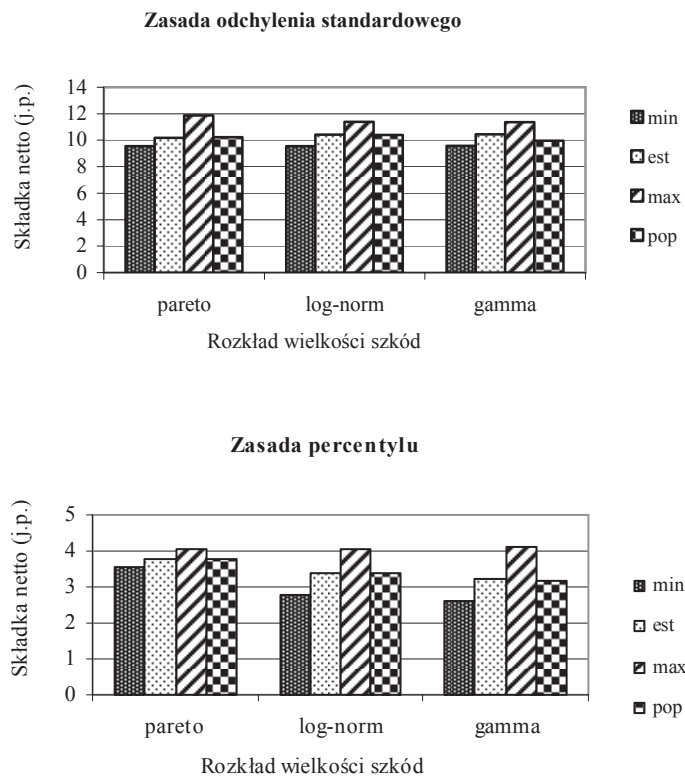 Zasada odchylenia standardowego
Składka netto (j.p.)
14
12
10
8
6
4
2
0
pareto
log-norm
gamma
Rozkład wielkości szkód
min
est
max
pop
Zasada percentylu
Składka netto (j.p.)
5
4
3
2
1
0
pareto
log-norm
gamma
Rozkład wielkości szkód
min
est
max
pop